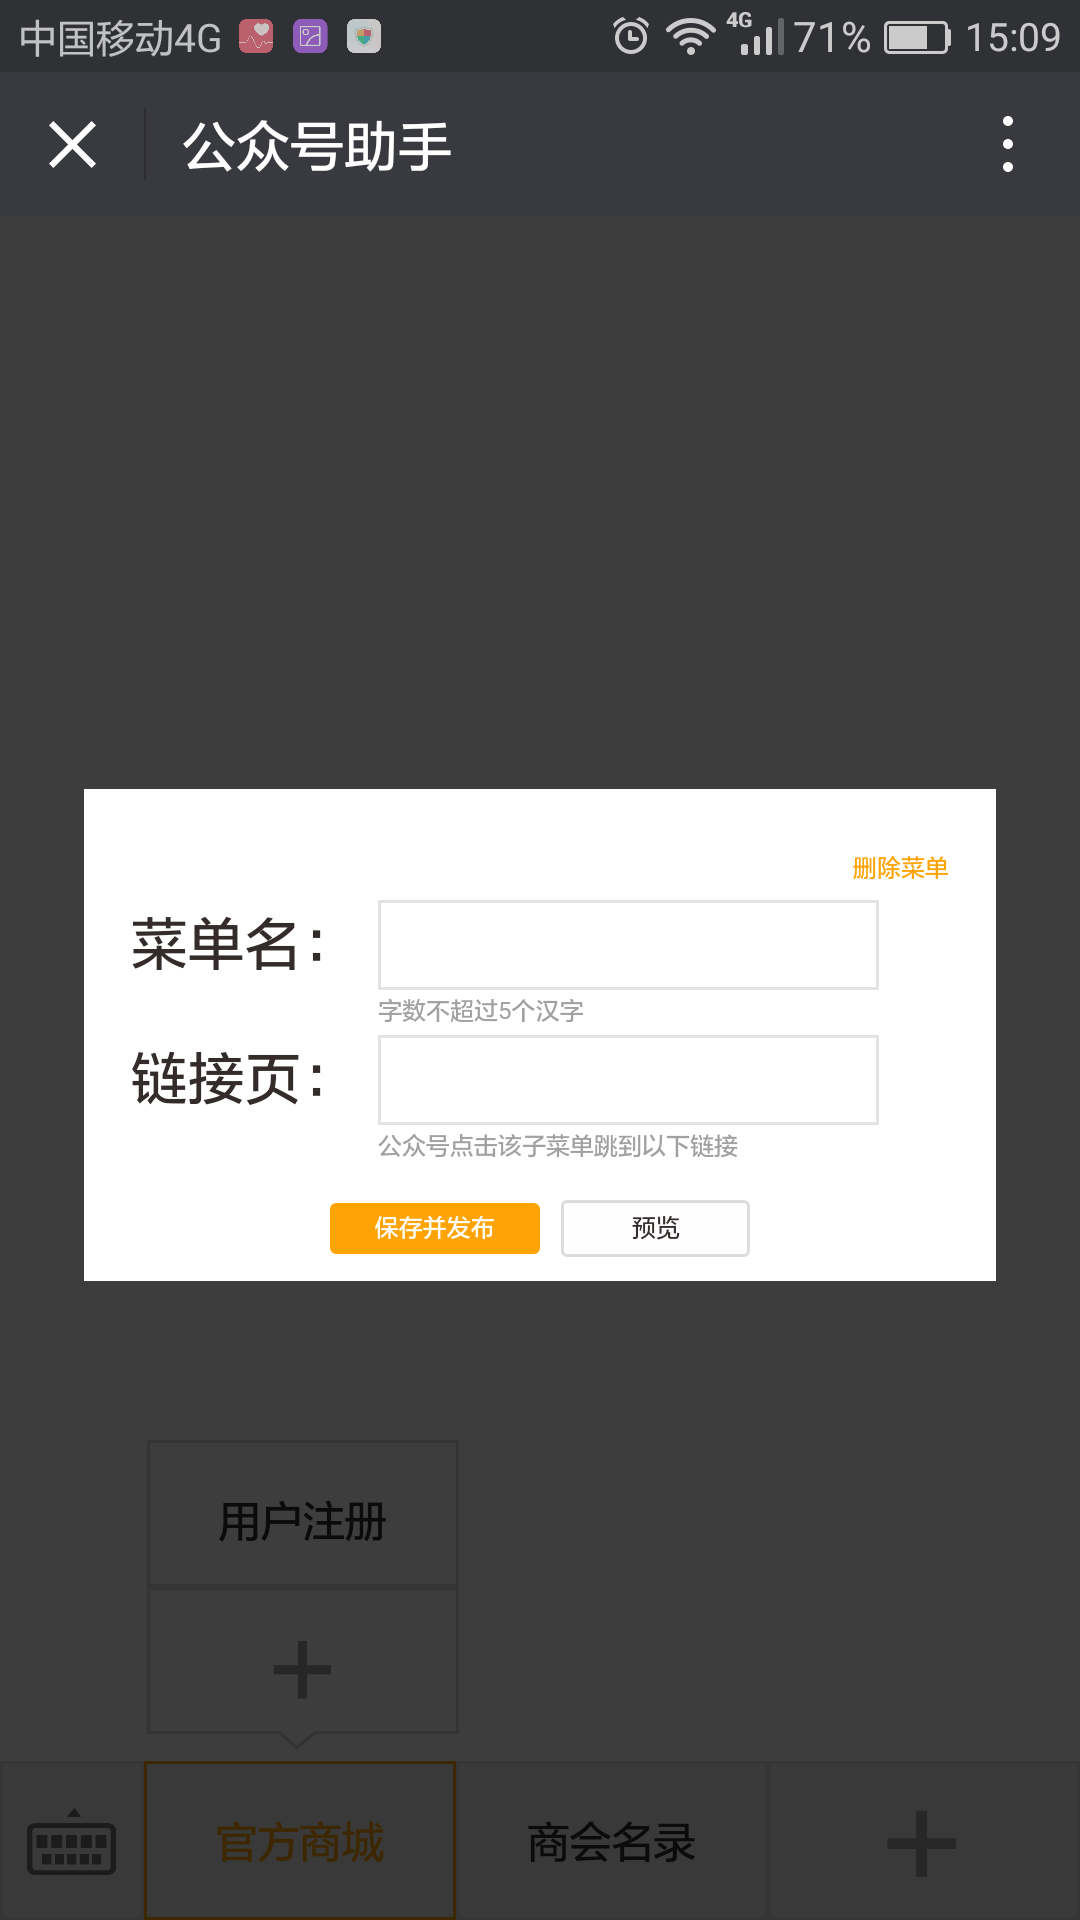 中国移动4G 4G 71% 15:09
公众号助手
删除菜单
菜单名：
字数不超过5个汉字
链接页：
公众号点击该子菜单跳到以下链接
保存并发布 预览
用户注册
官方商城 商会名录